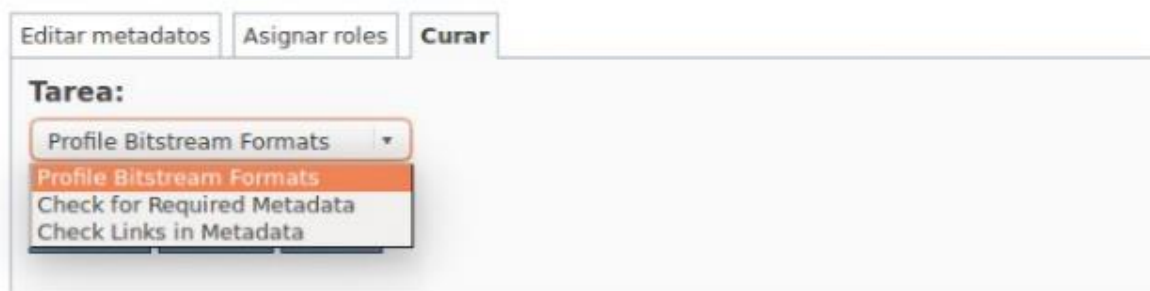 Editar metadatos Asignar roles Curar
Tarea:
Profile Bitstream Formats
Profile Bitstream Formats
Check for Required Metadata
Check Links in Metadata